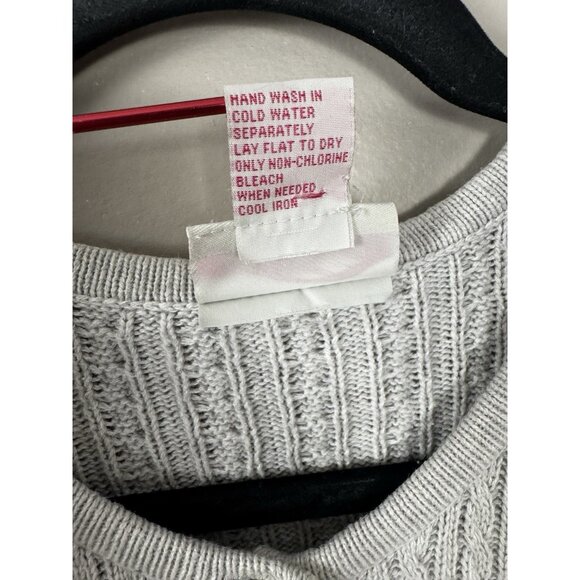 HAND WASH IN
COLD WATER
SEPARATELY
LAY FLAT TO DRY
ONLY NON-CHLORINE
BLEACH
WHEN NEEDED
COOL IRON